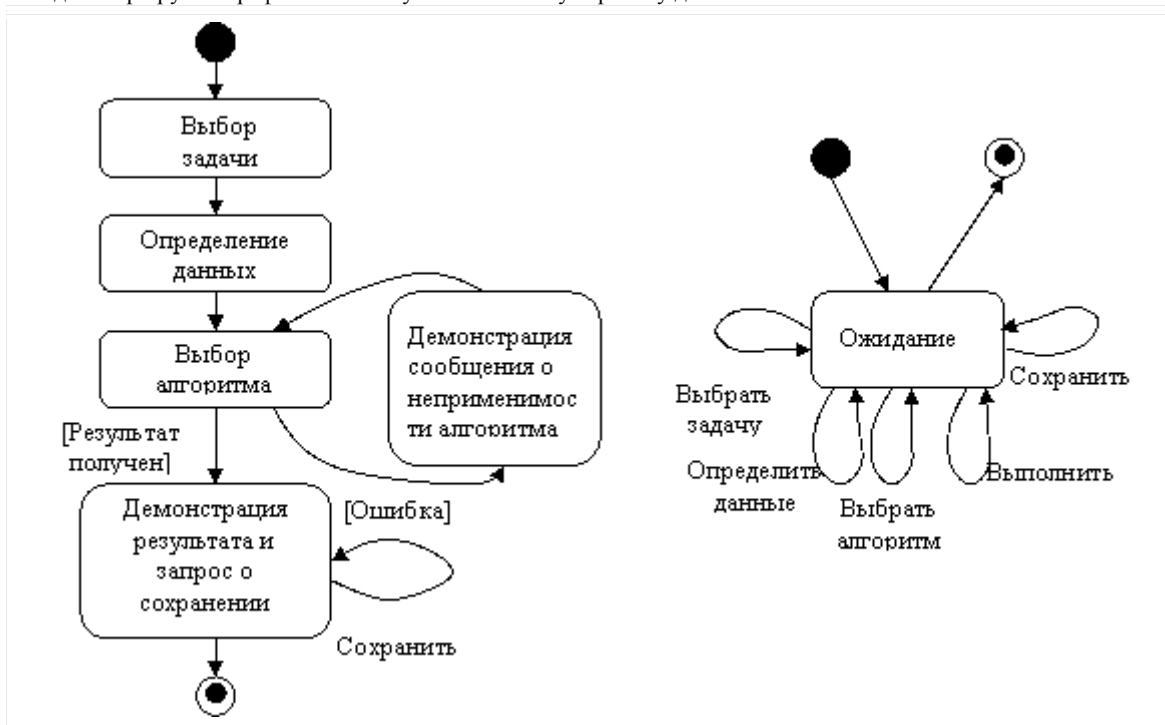 Выбор
задачи
Определение
данных
Выбор
алгоритма
Демонстрация
сообщения о
неприменимос
ти алгоритма
[Результат
получен]
[Ошибка]
Демонстрация
результата и
запрос о
сохранении
Сохранить
Ожидание
Выбрать
задачу
Сохранить
Определить
данные
Выбрать
алгоритм
Выполнить